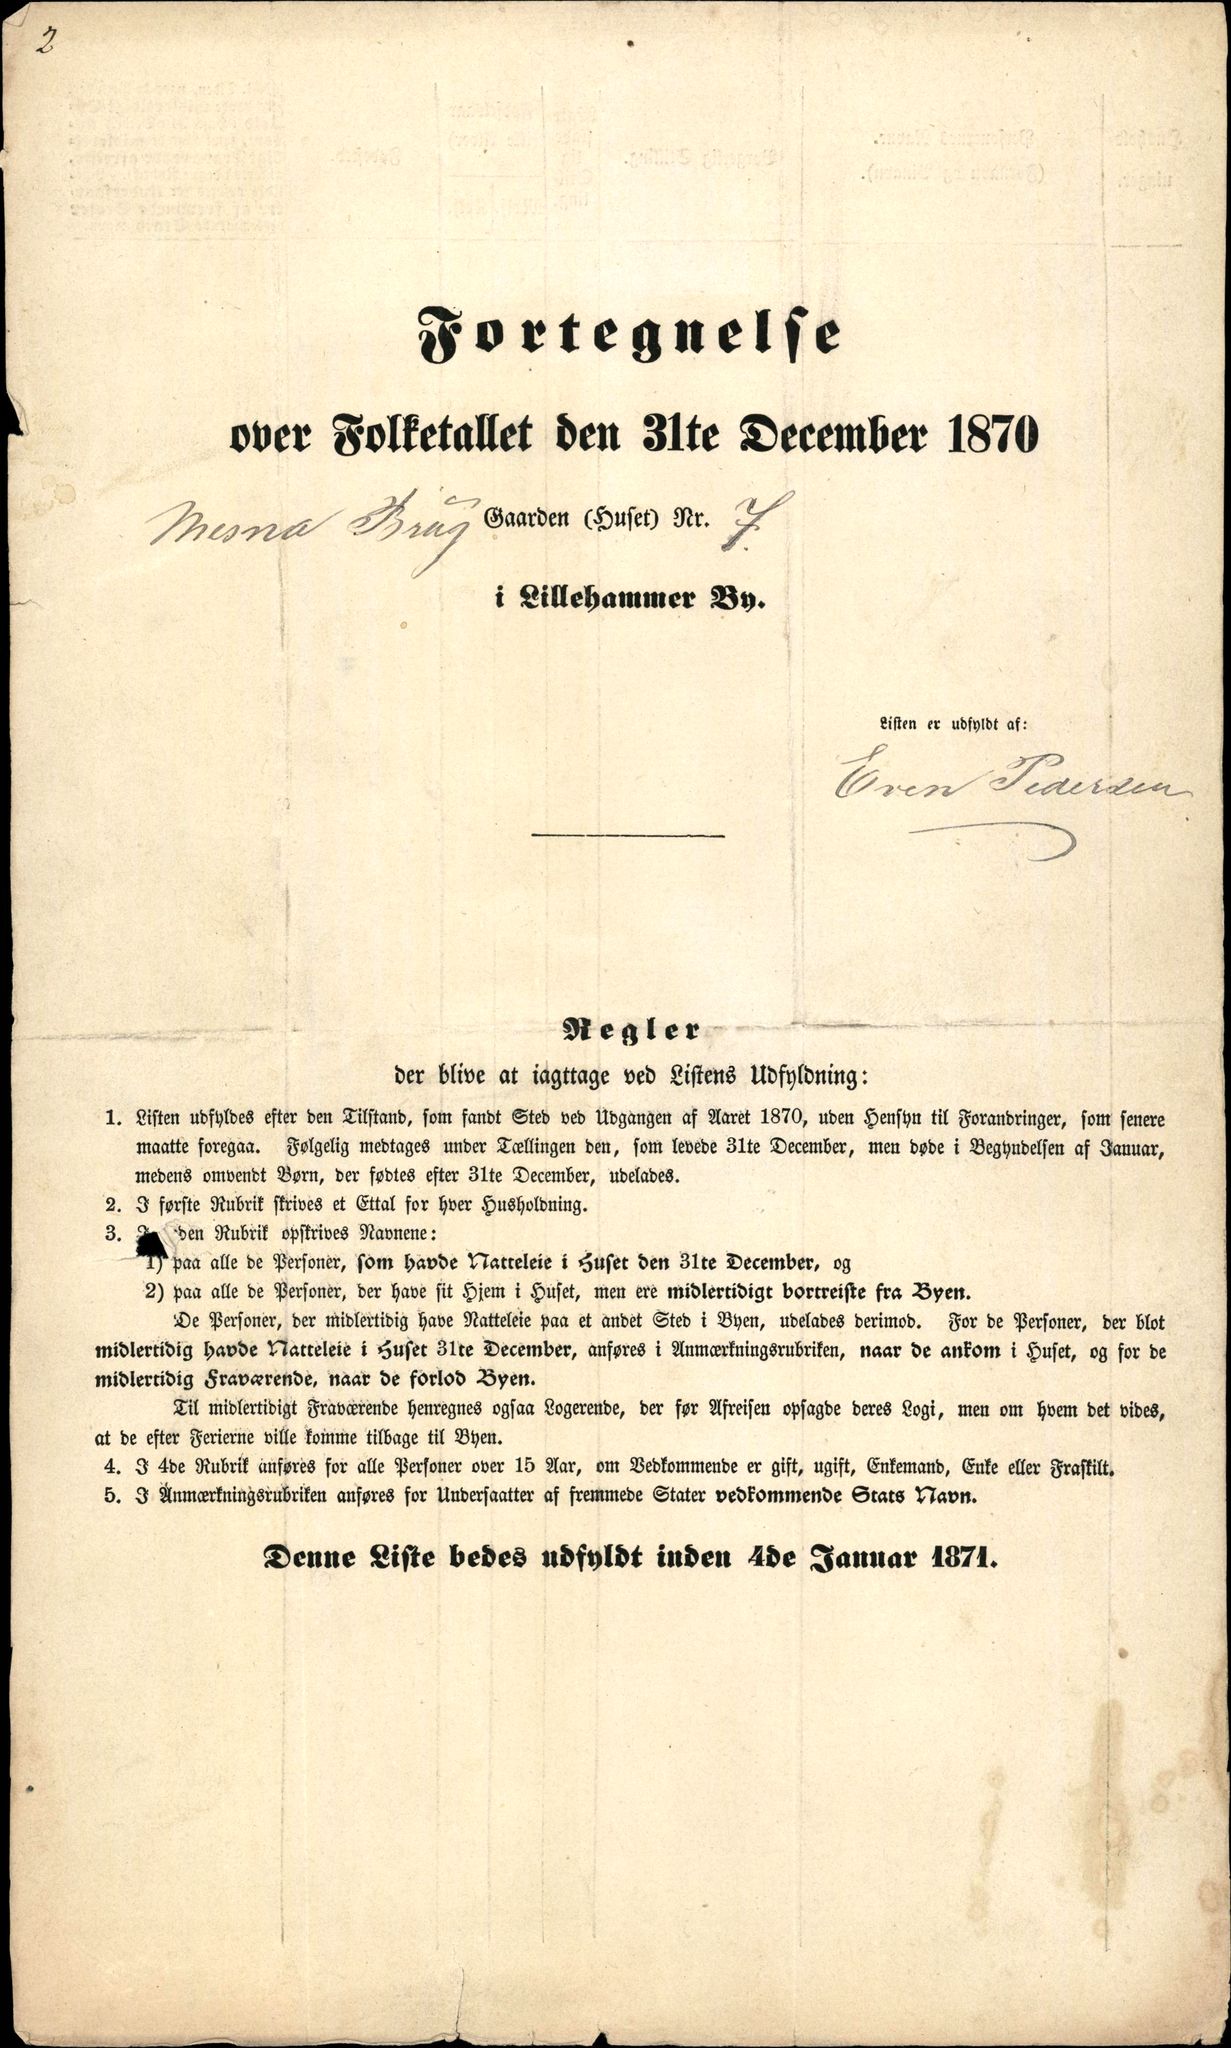 2
Fortegnelse
over Folketallet den 31te December 1870
Mesna Brug Gaarden (Huset) Nr. 7.
i Lillehammer By.
Listen er udfyldt af:
Even Pedersen
Regler
der blive at iagttage ved Listens Udfyldning:
1. Listen udfyldes efter den Tilstand, som fandt Sted ved Udgangen af Aaret 1870, uden Hensyn til Forandringer, som senere
maatte foregaa. Følgelig medtages under Tællingen den, som levede 31te December, men døde i Begyndelsen af Januar,
medens omvendt Børn, der fødtes efter 31te December, udelades.
2. I første Rubrik skrives et Ettal for hver Husholdning.
3. I den Rubrik opskrives Navnene:
1) paa alle de Personer, som havde Natteleie i Huset den 31te December, og
2) paa alle de Personer, der have sit Hjem i Huset, men ere midlertidigt bortreiste fra Byen.
De Personer, der midlertidig have Natteleie paa et andet Sted i Byen, udelades derimod. For de Personer, der blot
midlertidig havde Natteleie i Huset 31te December, anføres i Anmærkningsrubriken, naar de ankom i Huset, og for de
midlertidig Fraværende, naar de forlod Byen.
Til midlertidigt Fraværende henregnes ogsaa Logerende, der før Afreisen opsagde deres Logi, men om hvem det vides,
at de efter Ferierne ville komme tilbage til Byen.
4. I 4de Rubrik anføres for alle Personer over 15 Aar, om Vedkommende er gift, ugift, Enkemand, Enke eller Fraskilt.
5. I Anmærkningsrubriken anføres for Undersaatter af fremmede Stater vedkommende Stats Navn.
Denne Liste bedes udfyldt inden 4de Januar 1871.